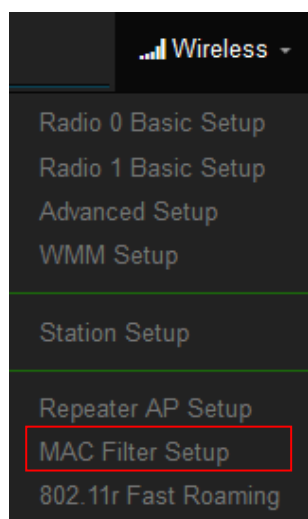 Wireless
Radio 0 Basic Setup
Radio 1 Basic Setup
Advanced Setup
WMM Setup
Station Setup
Repeater AP Setup
MAC Filter Setup
802.11r Fast Roaming